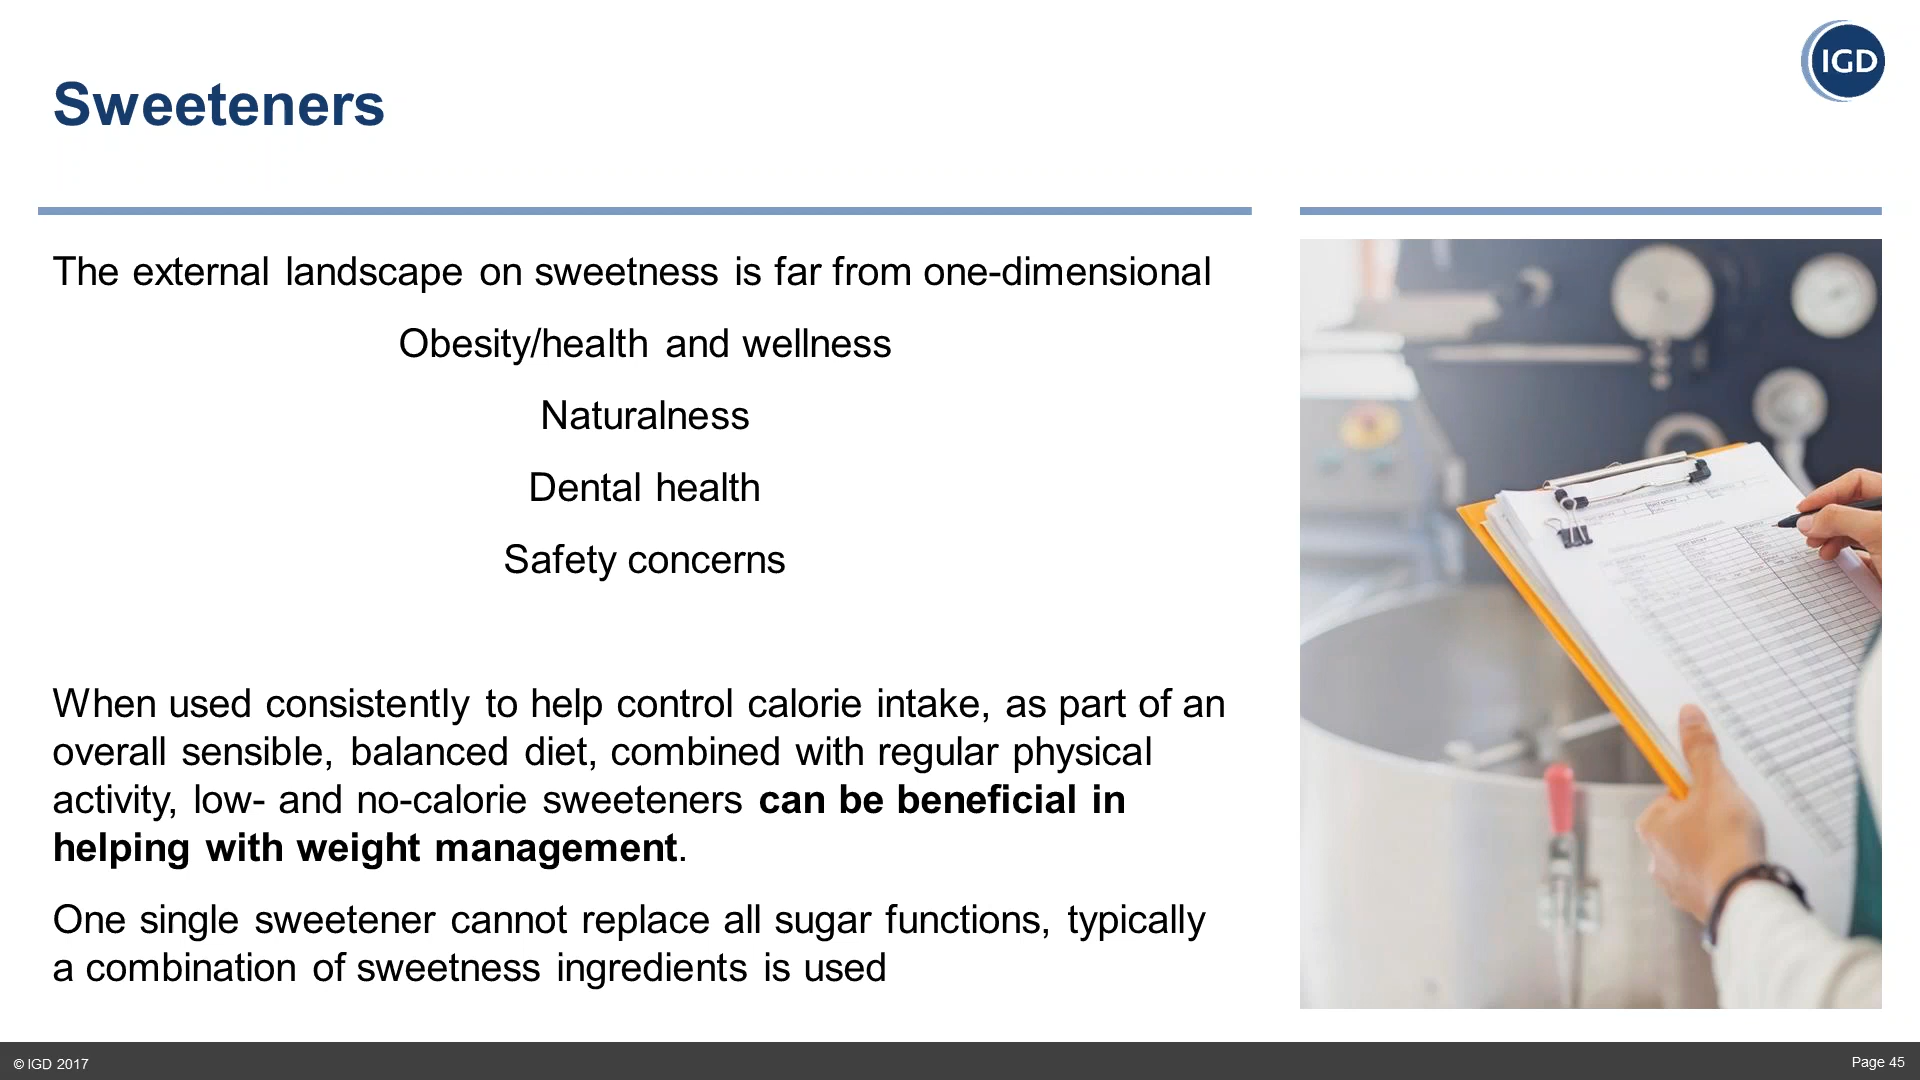 IGD
Sweeteners
The external landscape on sweetness is far from one-dimensional
Obesity/health and wellness
Naturalness
Dental health
Safety concerns
When used consistently to help control calorie intake, as part of an
overall sensible, balanced diet, combined with regular physical
activity, low- and no-calorie sweeteners can be beneficial in
helping with weight management.
One single sweetener cannot replace all sugar functions, typically
a combination of sweetness ingredients is used
© IGD 2017
Page 45